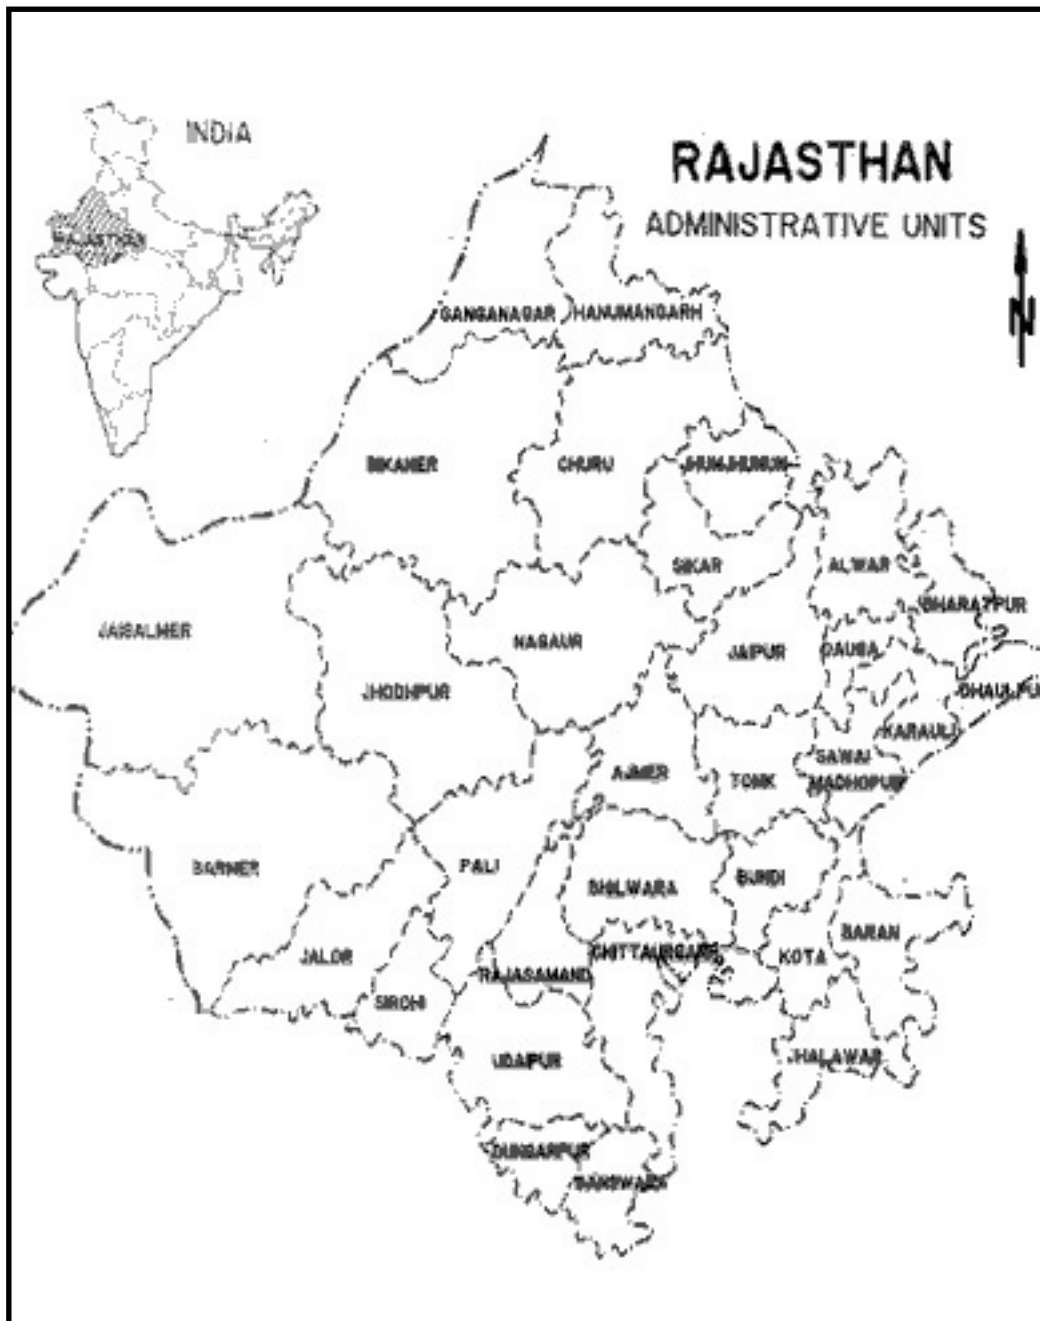 INDIA
RAJASTHAN
ADMINISTRATIVE UNITS
N
RAJASTHAN
GANGANAGAR
HANUMANGARH
BIKANER
CHURU
JHUNJHUNUN
SIKAR
ALWAR
BHARATPUR
JAISALMER
NAGAUR
JAIPUR
DAUSA
JHODHPUR
DHAULPU
KARAULI
SAWAI
MADHOPUR
AJMER
TONK
BARMER
PALI
BHILWARA
BUNDI
BARAN
JALOR
CHITTAURGARH
KOTA
RAJASAMAND
SIROHI
UDAIPUR
JHALAWAR
DUNGARPUR
BANSWARA